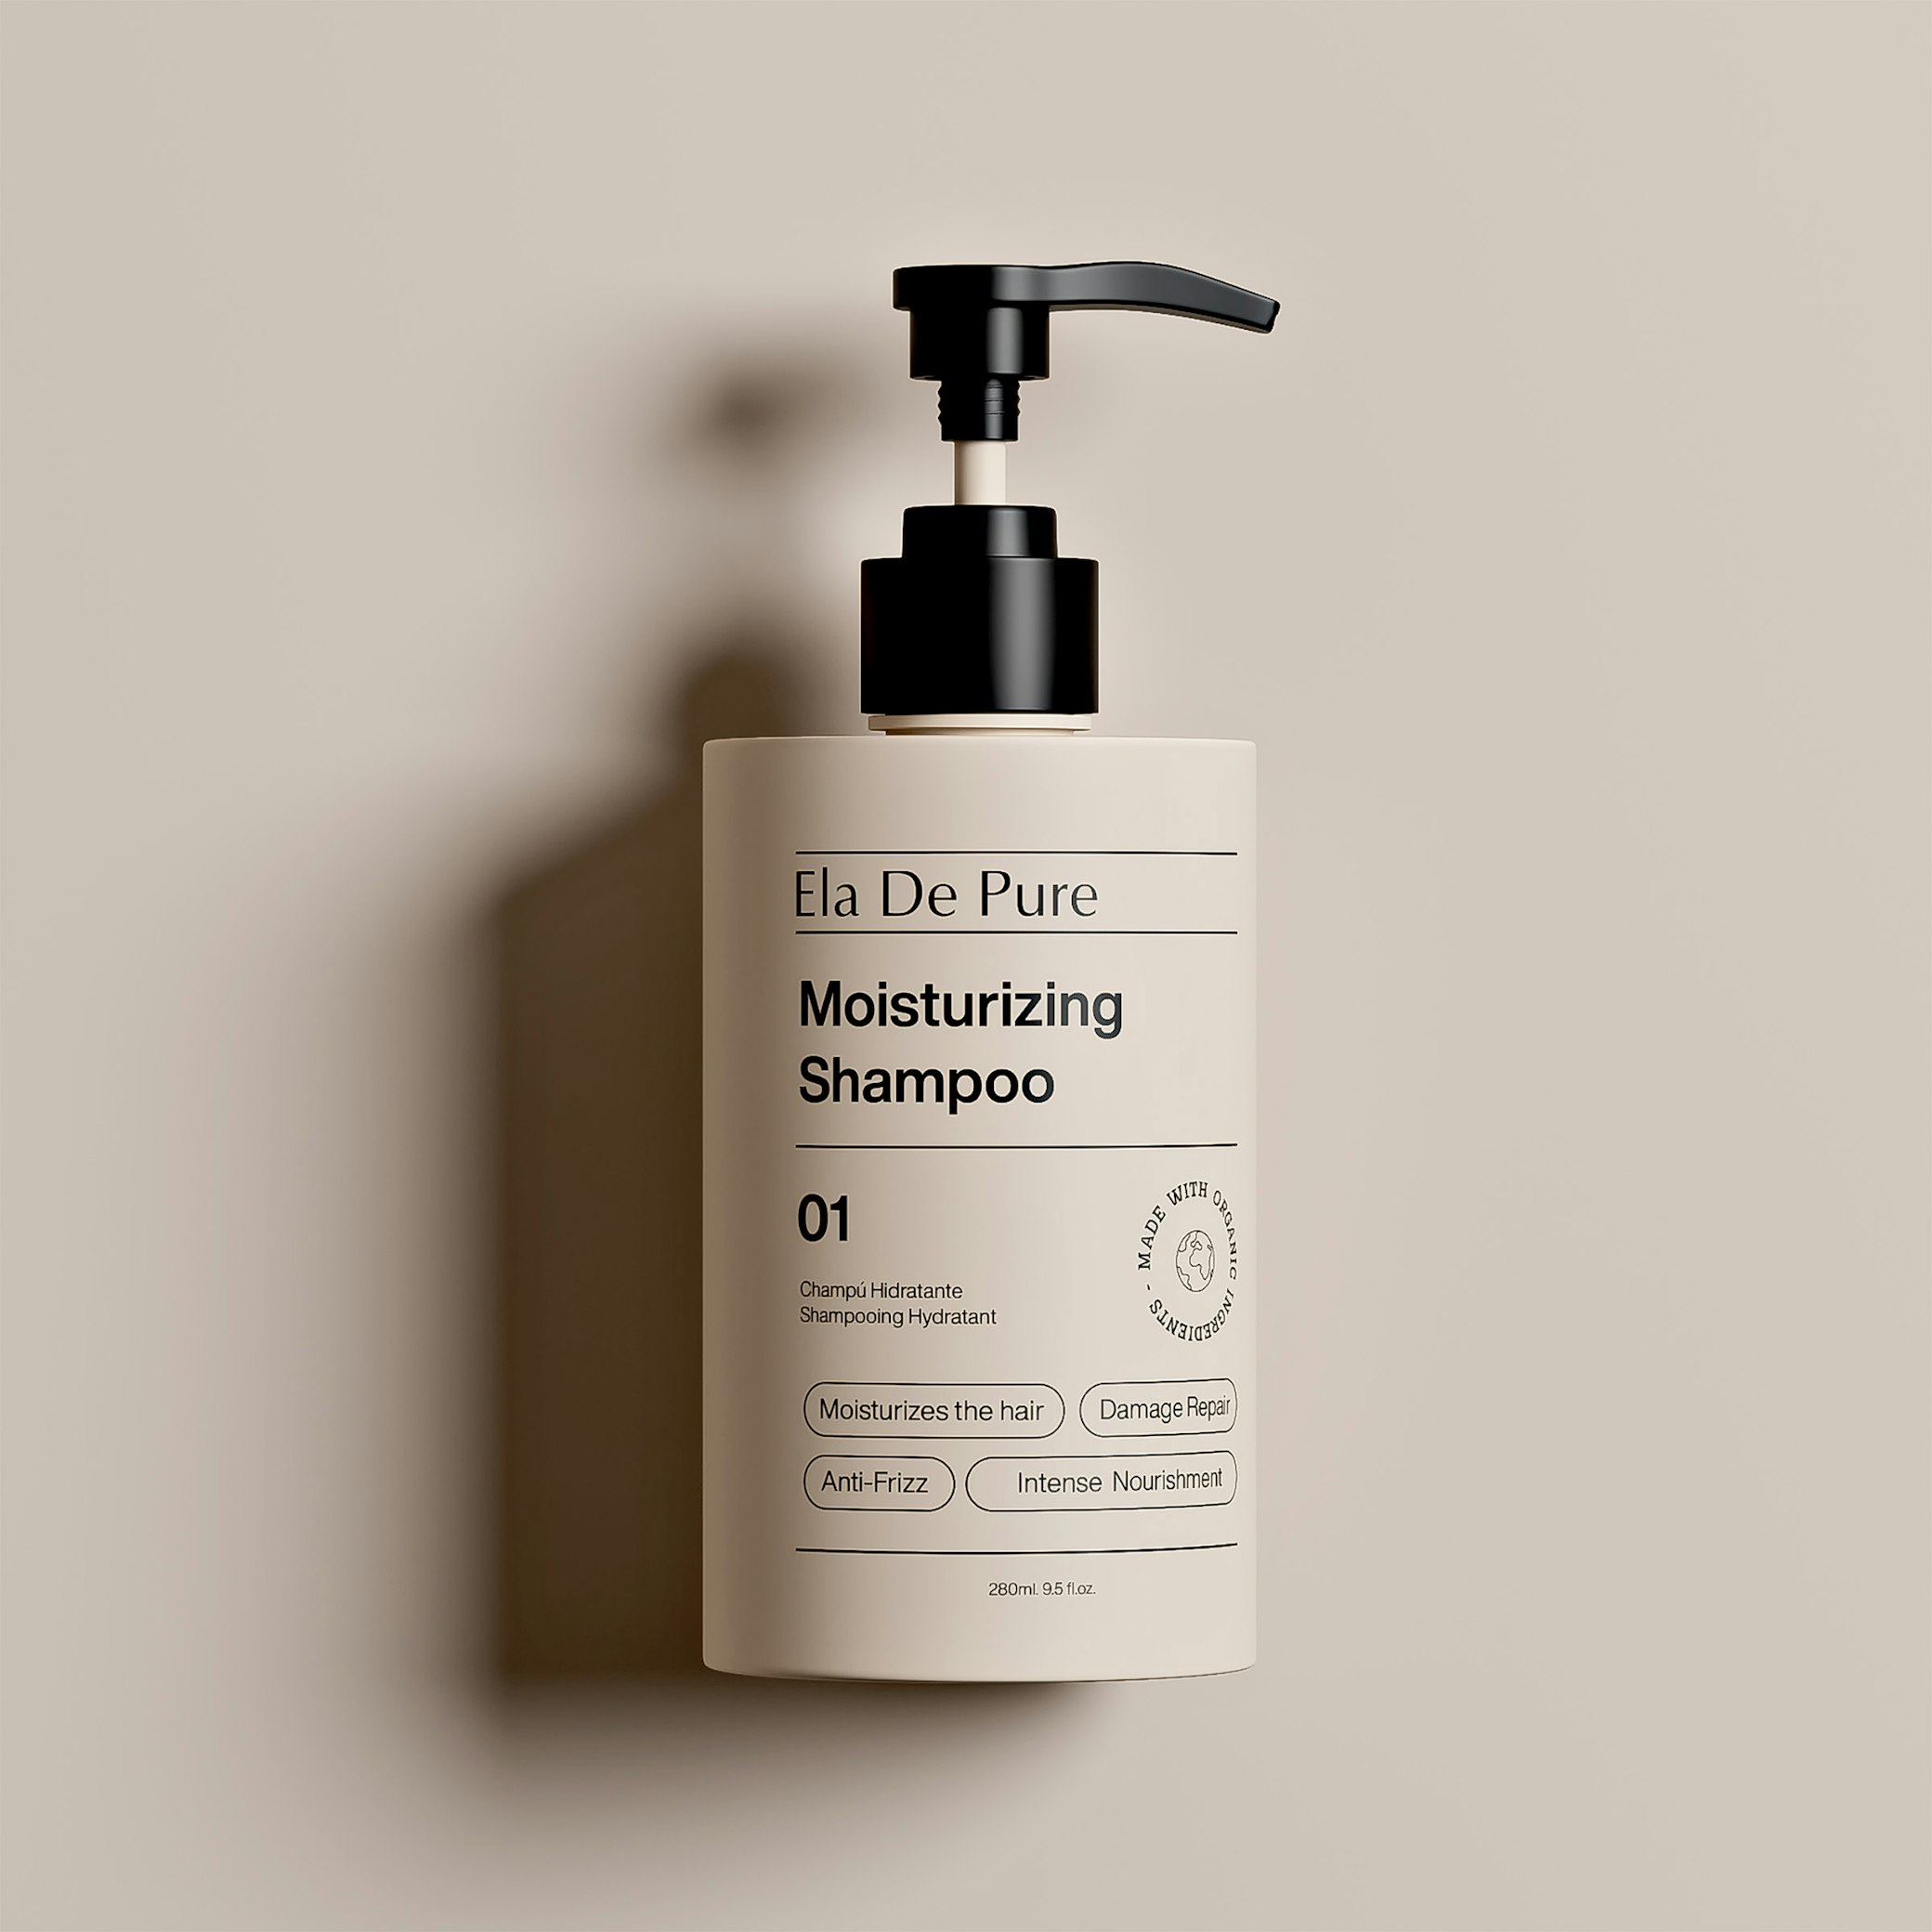 Ela De Pure
Moisturizing
Shampoo
01
MADE WITH ORGANIC INGREDIENTS -
Champú Hidratante
Shampooing Hydratant
Moisturizes the hair
Damage Repair
Anti-Frizz
Intense Nourishment
280ml. 9.5 fl.oz.